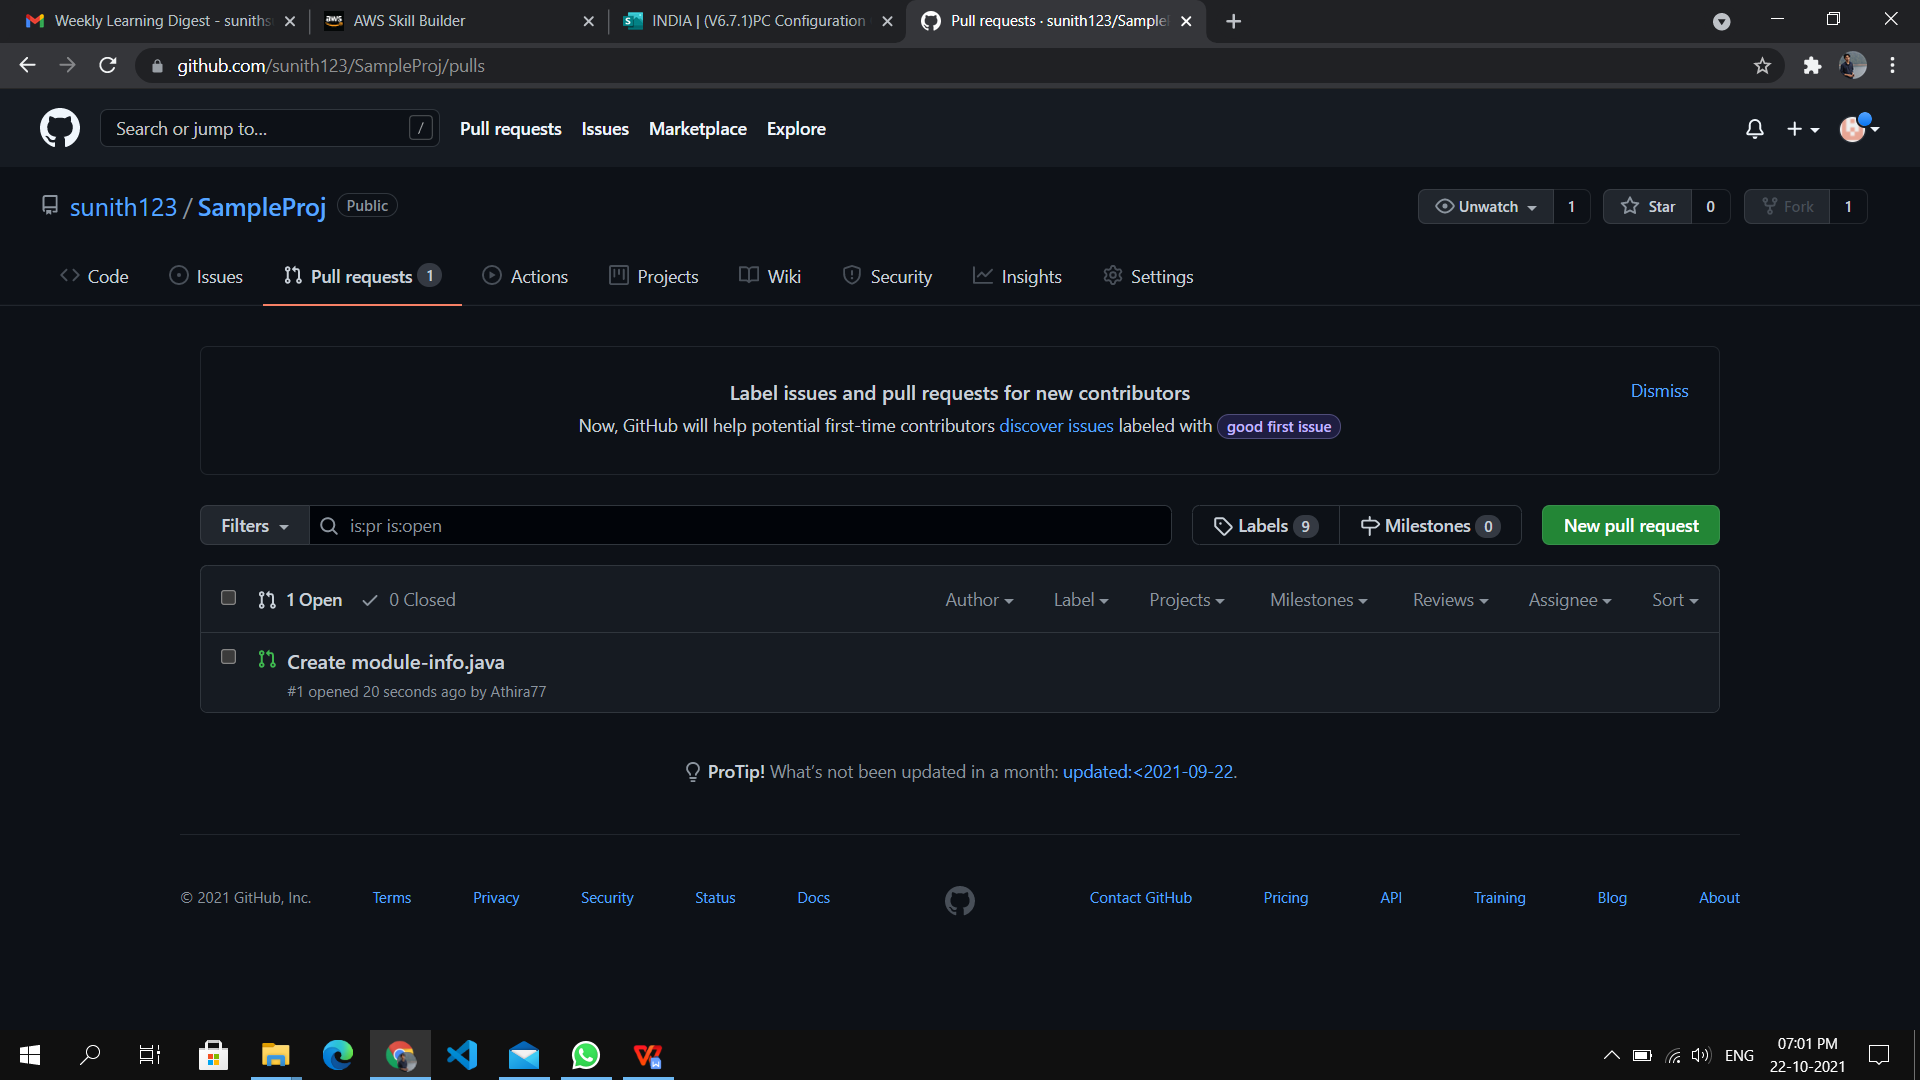 Weekly Learning Digest - suniths
AWS Skill Builder
INDIA | (V6.7.1)PC Configuration
Pull requests · sunith123/Sample
github.com/sunith123/SampleProj/pulls
Search or jump to...
/
Pull requests
Issues
Marketplace
Explore
sunith123 / SampleProj
Public
Unwatch
1
Star
0
Fork
1
Code
Issues
Pull requests 1
Actions
Projects
Wiki
Security
Insights
Settings
Label issues and pull requests for new contributors
Dismiss
Now, GitHub will help potential first-time contributors discover issues labeled with good first issue
Filters
is:pr is:open
Labels 9
Milestones 0
New pull request
1 Open
0 Closed
Author
Label
Projects
Milestones
Reviews
Assignee
Sort
Create module-info.java
#1 opened 20 seconds ago by Athira77
ProTip! What's not been updated in a month: updated:<2021-09-22.
© 2021 GitHub, Inc.
Terms
Privacy
Security
Status
Docs
Contact GitHub
Pricing
API
Training
Blog
About
ENG
07:01 PM
22-10-2021